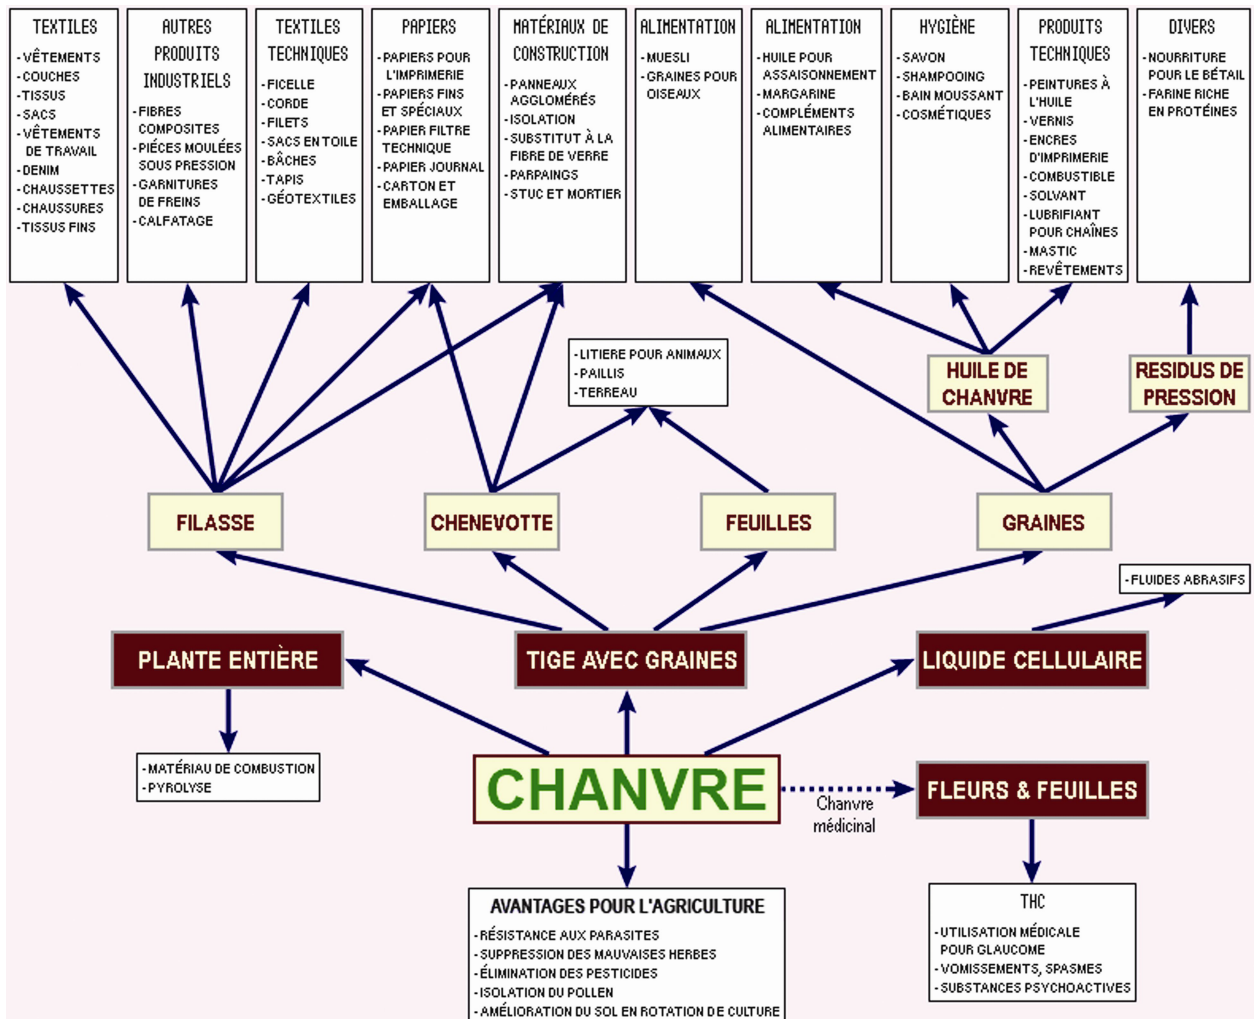 TEXTILES
- VÊTEMENTS
- COUCHES
- TISSUS
- SACS
- VÊTEMENTS
DE TRAVAIL
- DENIM
- CHAUSSETTES
- CHAUSSURES
- TISSUS FINS
AUTRES
PRODUITS
INDUSTRIELS
- FIBRES
COMPOSITES
- PIÉCES MOULÉES
SOUS PRESSION
- GARNITURES
DE FREINS
- CALFATAGE
TEXTILES
TECHNIQUES
- FICELLE
- CORDE
- FILETS
- SACS EN TOILE
- BÂCHES
- TAPIS
- GÉOTEXTILES
PAPIERS
- PAPIERS POUR
L'IMPRIMERIE
- PAPIERS FINS
ET SPÉCIAUX
- PAPIER FILTRE
TECHNIQUE
- PAPIER JOURNAL
- CARTON ET
EMBALLAGE
MATÉRIAUX DE
CONSTRUCTION
- PANNEAUX
AGGLOMÉRÉS
- ISOLATION
- SUBSTITUT À LA
FIBRE DE VERRE
- PARPAINGS
- STUC ET MORTIER
ALIMENTATION
- MUESLI
- GRAINES POUR
OISEAUX
ALIMENTATION
- HUILE POUR
ASSAISONNEMENT
- MARGARINE
- COMPLÉMENTS
ALIMENTAIRES
HYGIÈNE
- SAVON
- SHAMPOOING
- BAIN MOUSSANT
- COSMÉTIQUES
PRODUITS
TECHNIQUES
- PEINTURES À
L'HUILE
- VERNIS
- ENCRES
D'IMPRIMERIE
- COMBUSTIBLE
- SOLVANT
- LUBRIFIANT
POUR CHAÎNES
- MASTIC
- REVÊTEMENTS
DIVERS
- NOURRITURE
POUR LE BÉTAIL
- FARINE RICHE
EN PROTÉINES
- LITIERE POUR ANIMAUX
- PAILLIS
- TERREAU
HUILE DE
CHANVRE
RESIDUS DE
PRESSION
FILASSE
CHENEVOTTE
FEUILLES
GRAINES
- FLUIDES ABRASIFS
PLANTE ENTIÈRE
TIGE AVEC GRAINES
LIQUIDE CELLULAIRE
- MATÉRIAU DE COMBUSTION
- PYROLYSE
CHANVRE
Chanvre
médicinal
FLEURS & FEUILLES
AVANTAGES POUR L'AGRICULTURE
- RÉSISTANCE AUX PARASITES
- SUPPRESSION DES MAUVAISES HERBES
- ÉLIMINATION DES PESTICIDES
- ISOLATION DU POLLEN
- AMÉLIORATION DU SOL EN ROTATION DE CULTURE
THC
- UTILISATION MÉDICALE
POUR GLAUCOME
- VOMISSEMENTS, SPASMES
- SUBSTANCES PSYCHOACTIVES